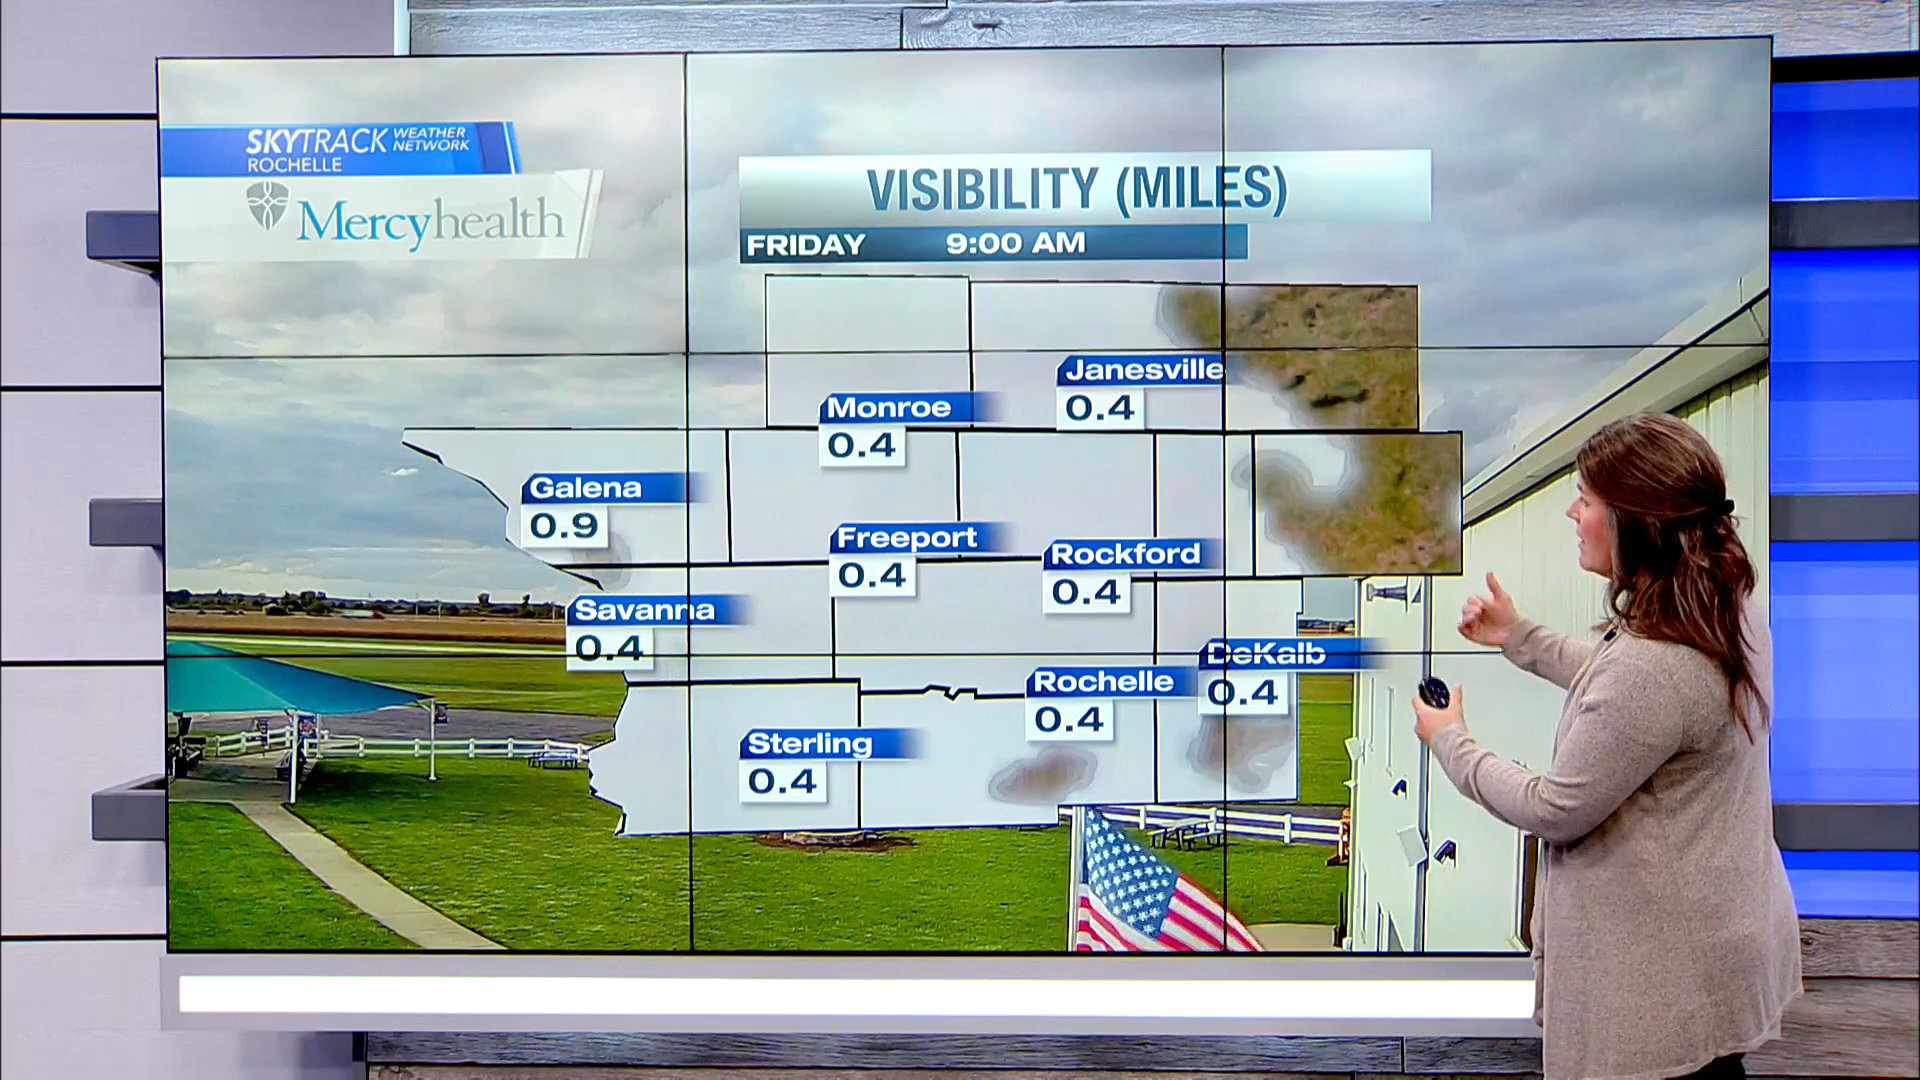 SKYTRACK WEATHER NETWORK
ROCHELLE
Mercyhealth
VISIBILITY (MILES)
FRIDAY 9:00 AM
Janesville
0.4
Monroe
0.4
Galena
0.9
Freeport
0.4
Rockford
0.4
Savanna
0.4
DeKalb
0.4
Rochelle
0.4
Sterling
0.4